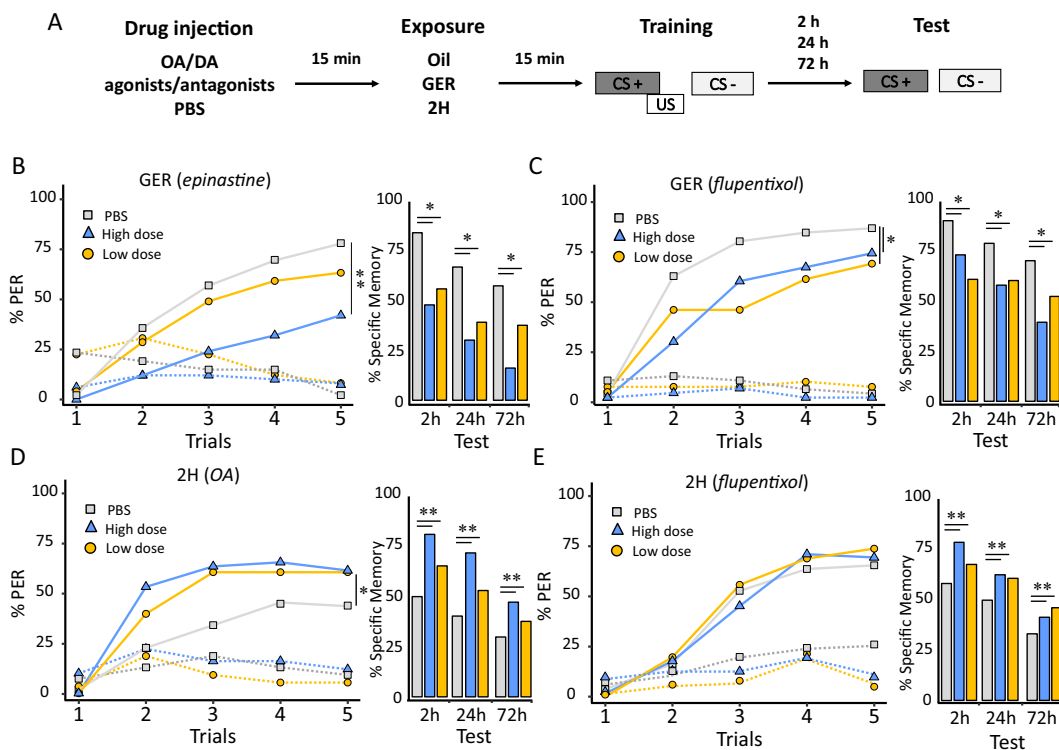 A
Drug injection
Exposure
Training
Test
OA/DA
agonists/antagonists
PBS
15 min
Oil
GER
2H
15 min
CS +
US
CS -
2 h
24 h
72 h
CS +
CS -
B
GER (epinastine)
100
75
50
25
0
% PER
PBS
High dose
Low dose
**
1 2 3 4 5
Trials
100
75
50
25
0
% Specific Memory
*
*
*
2h 24h 72h
Test
C
GER (flupentixol)
100
75
50
25
0
% PER
PBS
High dose
Low dose
*
1 2 3 4 5
Trials
100
75
50
25
0
% Specific Memory
*
*
*
2h 24h 72h
Test
D
2H (OA)
100
75
50
25
0
% PER
PBS
High dose
Low dose
*
1 2 3 4 5
Trials
100
75
50
25
0
% Specific Memory
**
**
**
2h 24h 72h
Test
E
2H (flupentixol)
100
75
50
25
0
% PER
PBS
High dose
Low dose
1 2 3 4 5
Trials
100
75
50
25
0
% Specific Memory
**
**
**
2h 24h 72h
Test